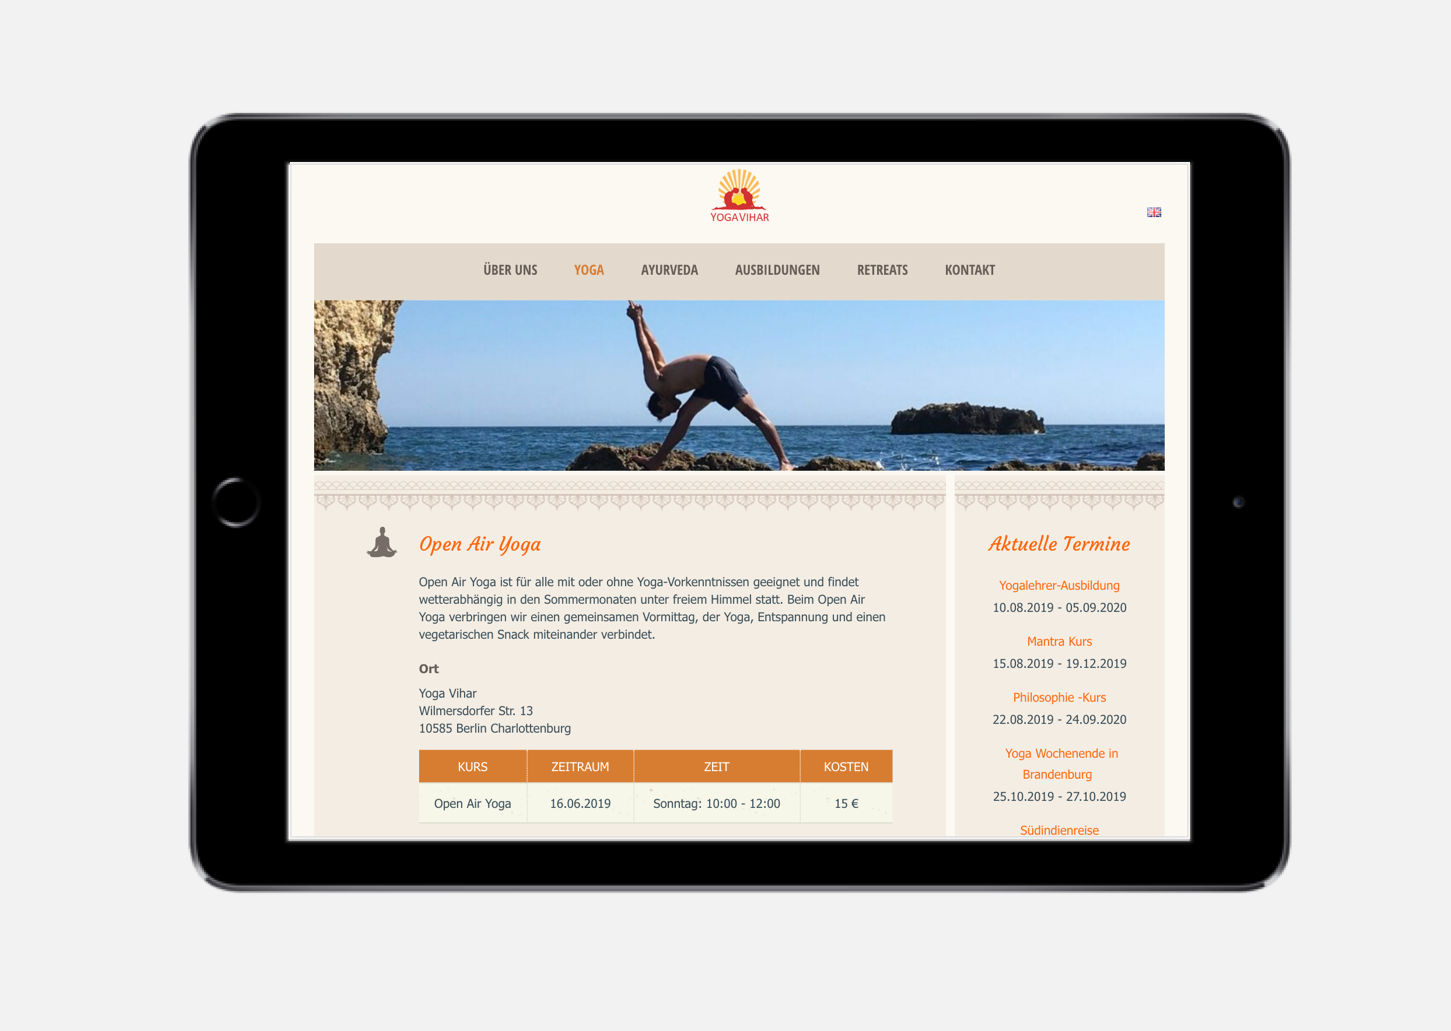 YOGA VIHAR
ÜBER UNS YOGA AYURVEDA AUSBILDUNGEN RETREATS KONTAKT
Open Air Yoga
Open Air Yoga ist für alle mit oder ohne Yoga-Vorkenntnissen geeignet und findet
wetterabhängig in den Sommermonaten unter freiem Himmel statt. Beim Open Air
Yoga verbringen wir einen gemeinsamen Vormittag, der Yoga, Entspannung und einen
vegetarischen Snack miteinander verbindet.
Ort
Yoga Vihar
Wilmersdorfer Str. 13
10585 Berlin Charlottenburg
KURS ZEITRAUM ZEIT KOSTEN
Open Air Yoga 16.06.2019 Sonntag: 10:00 - 12:00 15 €
Aktuelle Termine
Yogalehrer-Ausbildung
10.08.2019 - 05.09.2020
Mantra Kurs
15.08.2019 - 19.12.2019
Philosophie -Kurs
22.08.2019 - 24.09.2020
Yoga Wochenende in
Brandenburg
25.10.2019 - 27.10.2019
Südindienreise